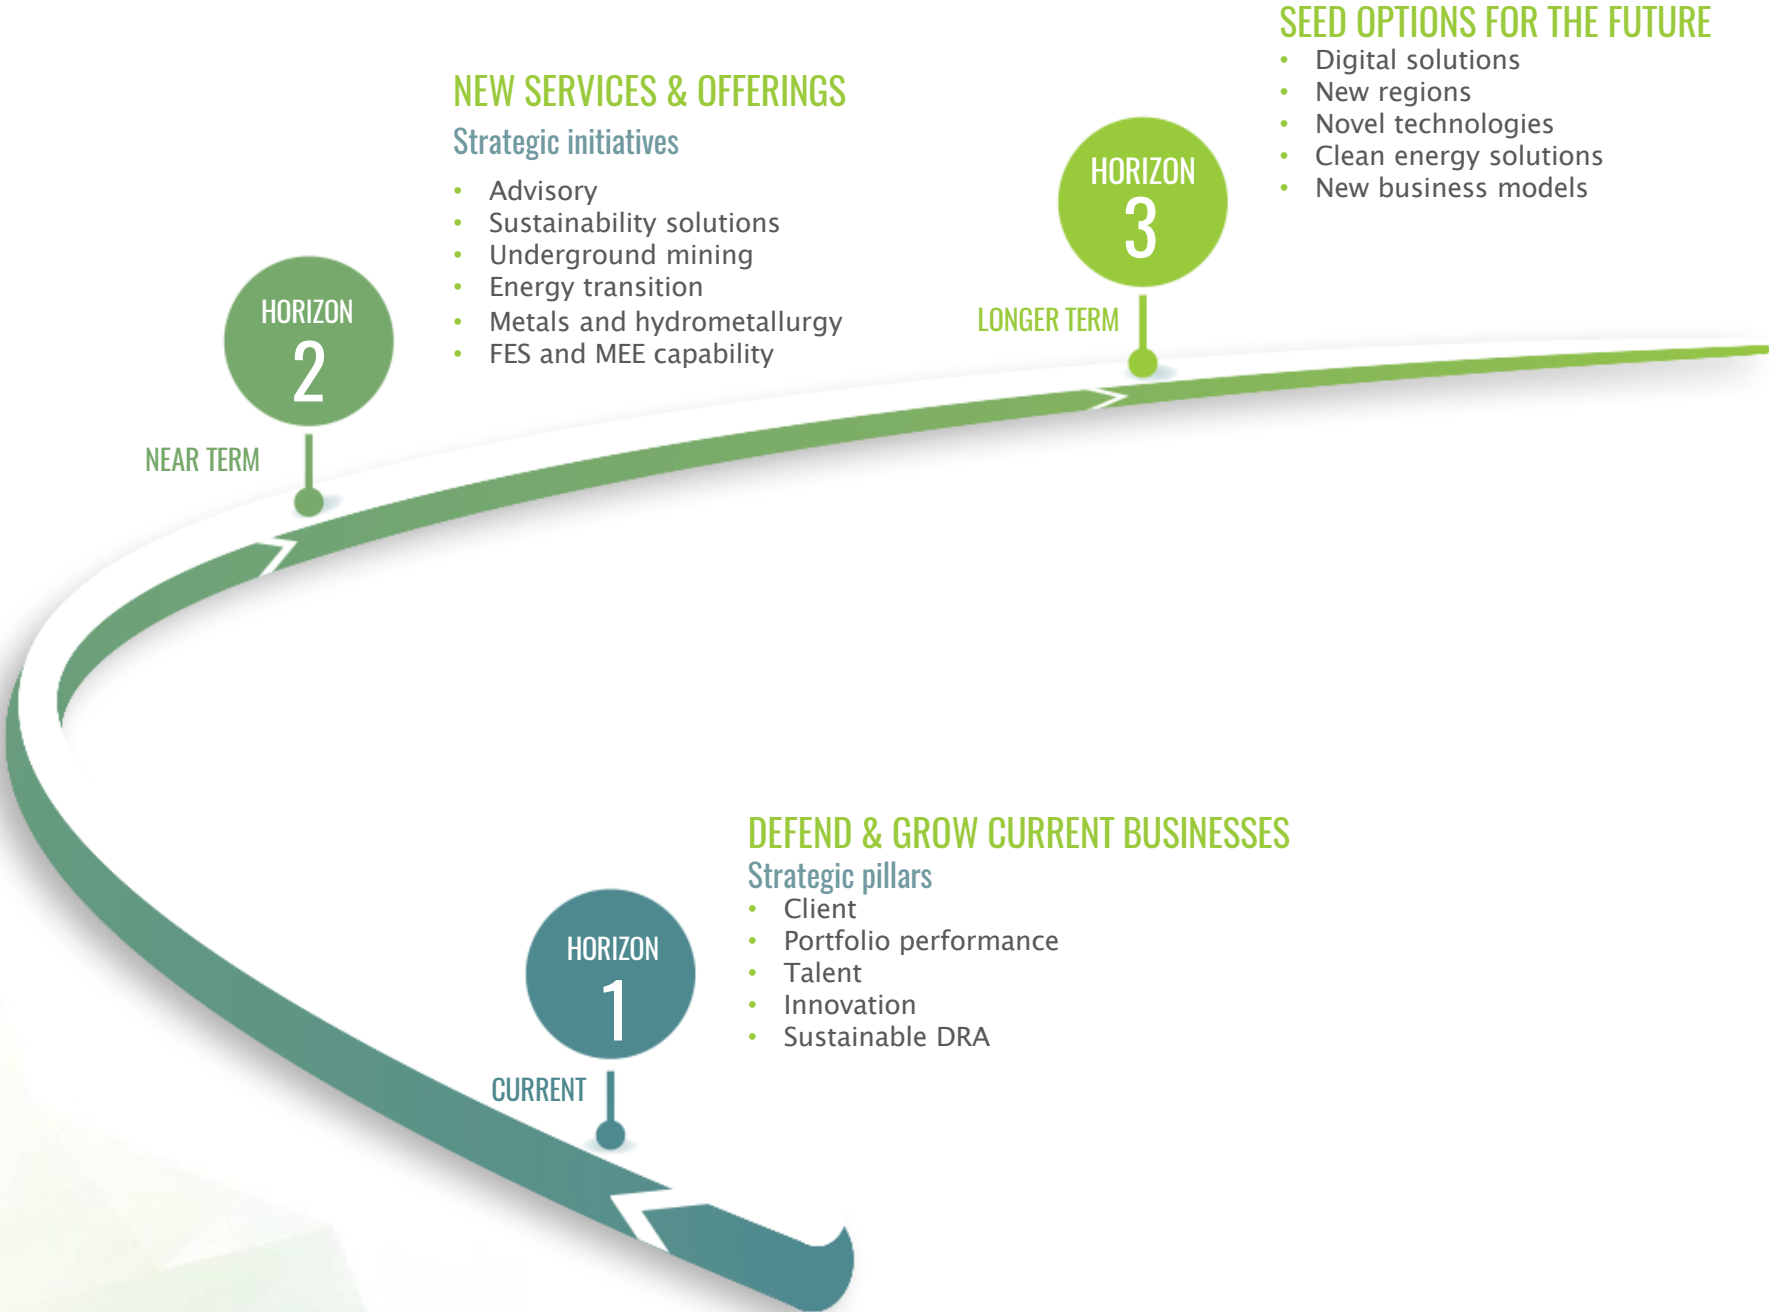 SEED OPTIONS FOR THE FUTURE
• Digital solutions
• New regions
• Novel technologies
• Clean energy solutions
• New business models
HORIZON
3
LONGER TERM
NEW SERVICES & OFFERINGS
Strategic initiatives
• Advisory
• Sustainability solutions
• Underground mining
• Energy transition
• Metals and hydrometallurgy
• FES and MEE capability
HORIZON
2
NEAR TERM
DEFEND & GROW CURRENT BUSINESSES
Strategic pillars
• Client
• Portfolio performance
• Talent
• Innovation
• Sustainable DRA
HORIZON
1
CURRENT